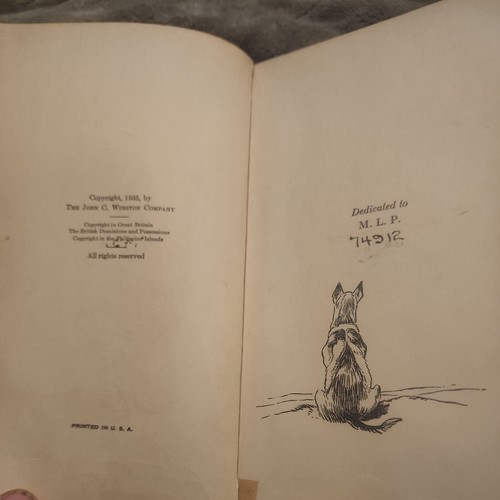 Copyright, 1935, by
THE JOHN C. WINSTON COMPANY
Copyright in Great Britain
The British Dominions and Possessions
Copyright in the Philippine Islands
All rights reserved
PRINTED IN U. S. A.
Dedicated to
M. L. P.
74912